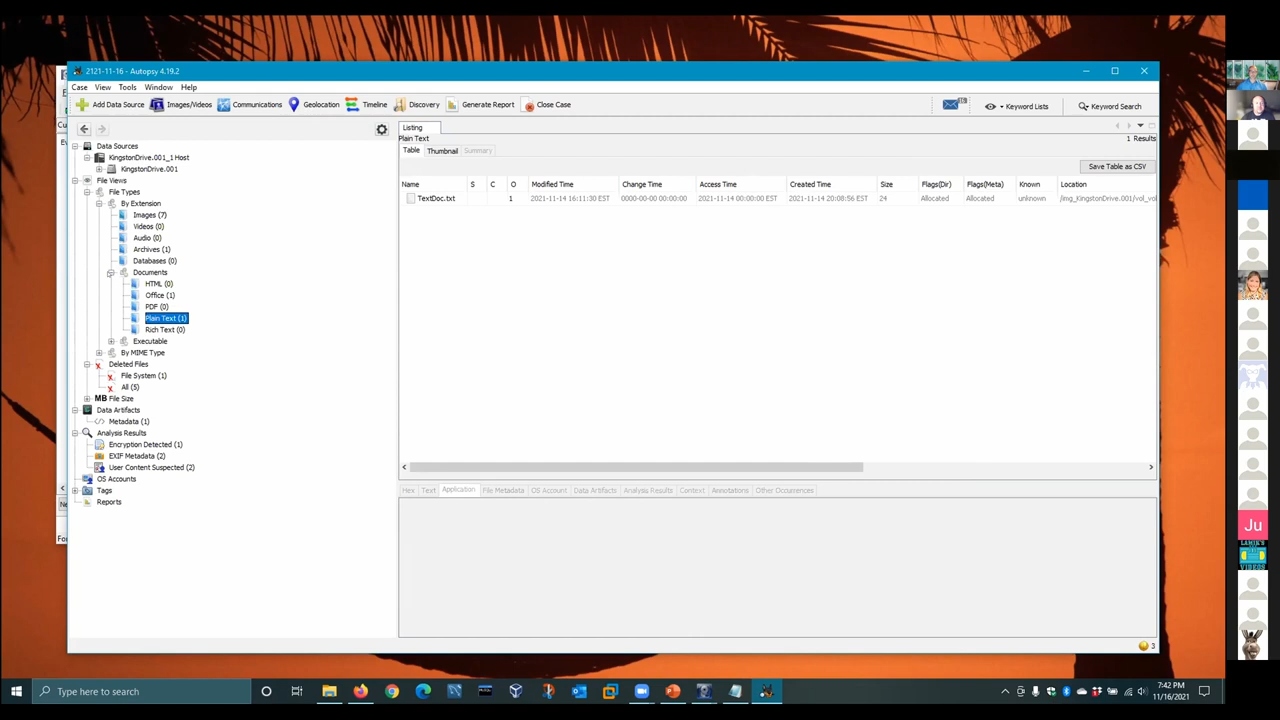 2121-11-16 - Autopsy 4.19.2
Case View Tools Window Help
Add Data Source Images/Videos Communications Geolocation Timeline Discovery Generate Report Close Case Keyword Lists Keyword Search
Data Sources
KingstonDrive.001_1 Host
KingstonDrive.001
File Views
File Types
By Extension
Images (7)
Videos (0)
Audio (0)
Archives (1)
Databases (0)
Documents
HTML (0)
Office (1)
PDF (0)
Plain Text (1)
Rich Text (0)
Executable
By MIME Type
Deleted Files
File System (1)
All (5)
MB File Size
Data Artifacts
Metadata (1)
Analysis Results
Encryption Detected (1)
EXIF Metadata (2)
User Content Suspected (2)
OS Accounts
Tags
Reports
Listing
Plain Text
1 Results
Table Thumbnail Summary
Save Table as CSV
Name S C O Modified Time Change Time Access Time Created Time Size Flags(Dir) Flags(Meta) Known Location
TextDoc.txt 1 2021-11-14 16:11:30 EST 0000-00-00 00:00:00 2021-11-14 00:00:00 EST 2021-11-14 20:08:56 EST 24 Allocated Allocated unknown /img_KingstonDrive.001/vol_vol
Hex Text Application File Metadata OS Account Data Artifacts Analysis Results Context Annotations Other Occurrences
3
Ju
VIDEOS
Type here to search
7:42 PM
11/16/2021